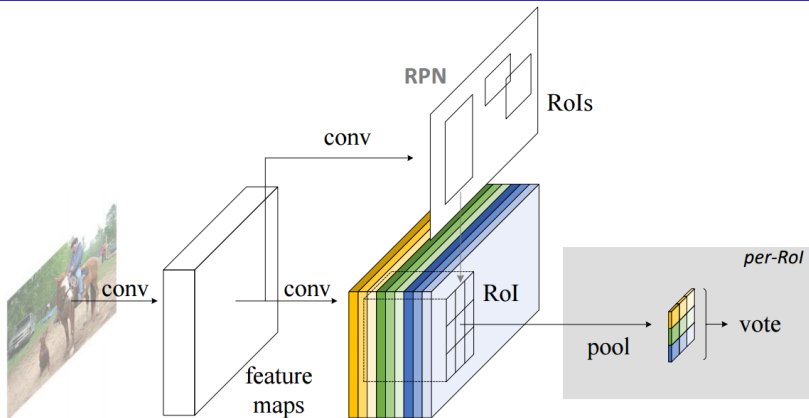 RPN
RoIs
conv
per-RoI
conv
conv
RoI
pool
vote
feature
maps